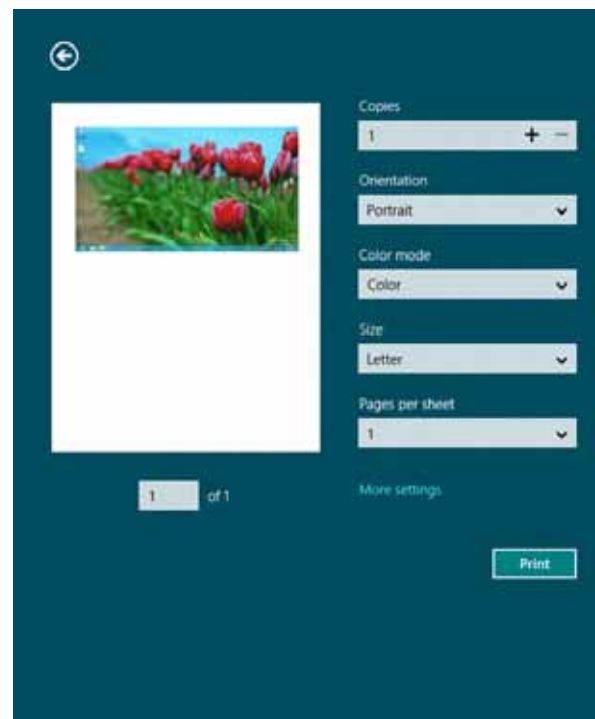 Copies
1
Orientation
Portrait
Color mode
Color
Size
Letter
Pages per sheet
1
1 of 1
More settings
Print